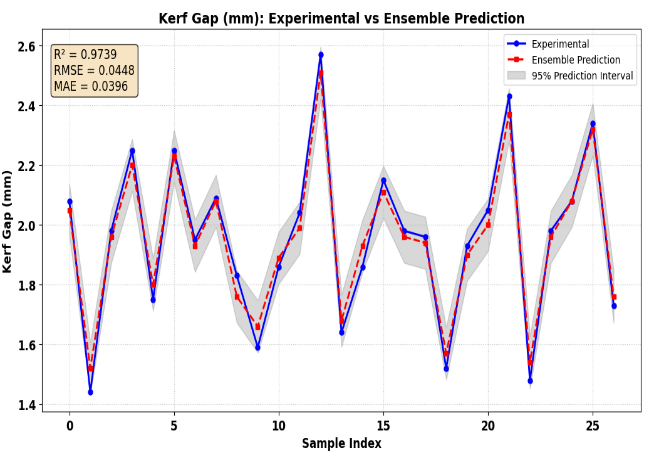 Kerf Gap (mm): Experimental vs Ensemble Prediction
R² = 0.9739
RMSE = 0.0448
MAE = 0.0396
Experimental
Ensemble Prediction
95% Prediction Interval
Kerf Gap (mm)
2.6
2.4
2.2
2.0
1.8
1.6
1.4
0 5 10 15 20 25
Sample Index